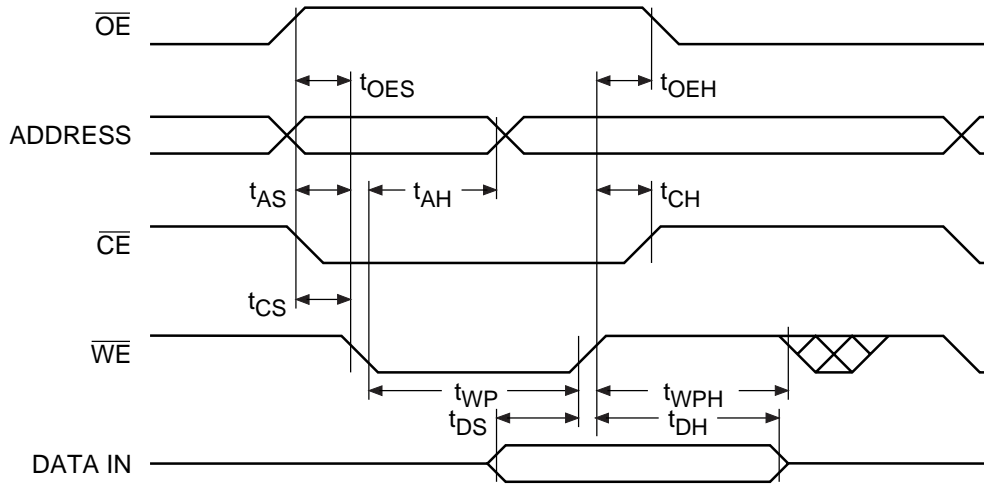 OE
tOES
tOEH
ADDRESS
tAS
tAH
tCH
CE
tCS
WE
tWP
tWPH
tDS
tDH
DATA IN